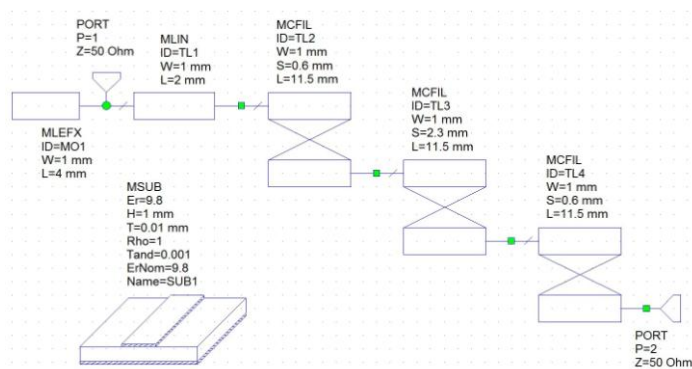 PORT
P=1
Z=50 Ohm
MLIN
ID=TL1
W=1 mm
L=2 mm
MCFIL
ID=TL2
W=1 mm
S=0.6 mm
L=11.5 mm
MLEFX
ID=MO1
W=1 mm
L=4 mm
MCFIL
ID=TL3
W=1 mm
S=2.3 mm
L=11.5 mm
MCFIL
ID=TL4
W=1 mm
S=0.6 mm
L=11.5 mm
MSUB
Er=9.8
H=1 mm
T=0.01 mm
Rho=1
Tand=0.001
ErNom=9.8
Name=SUB1
PORT
P=2
Z=50 Ohm